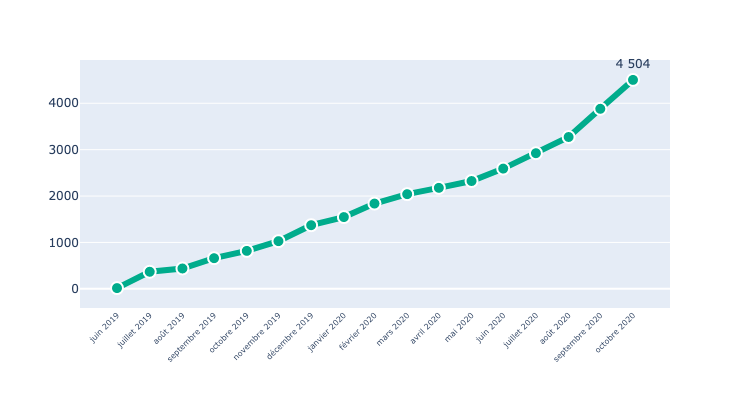 4 504
4000
3000
2000
1000
0
juin 2019
juillet 2019
août 2019
septembre 2019
octobre 2019
novembre 2019
décembre 2019
janvier 2020
février 2020
mars 2020
avril 2020
mai 2020
juin 2020
juillet 2020
août 2020
septembre 2020
octobre 2020